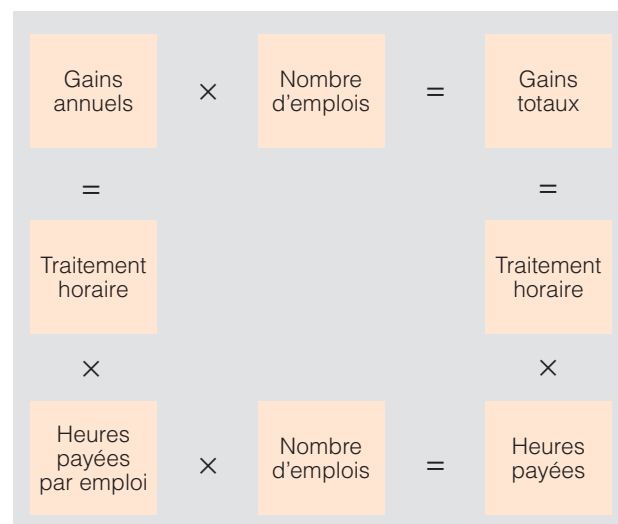 Gains
annuels
×
Nombre
d'emplois
=
Gains
totaux
=
=
Traitement
horaire
Traitement
horaire
×
×
Heures
payées
par emploi
×
Nombre
d'emplois
=
Heures
payées